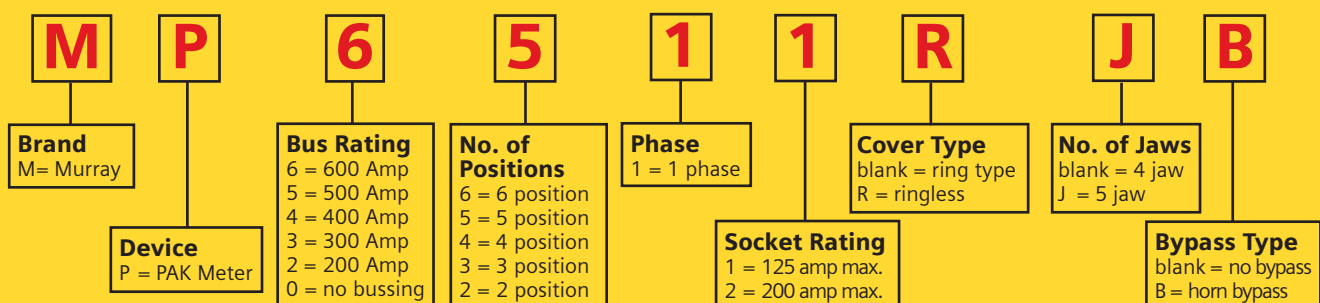 M P 6 5 1 1 R J B
Brand
M= Murray
Device
P = PAK Meter
Bus Rating
6 = 600 Amp
5 = 500 Amp
4 = 400 Amp
3 = 300 Amp
2 = 200 Amp
0 = no bussing
No. of
Positions
6 = 6 position
5 = 5 position
4 = 4 position
3 = 3 position
2 = 2 position
Phase
1 = 1 phase
Socket Rating
1 = 125 amp max.
2 = 200 amp max.
Cover Type
blank = ring type
R = ringless
No. of Jaws
blank = 4 jaw
J = 5 jaw
Bypass Type
blank = no bypass
B = horn bypass